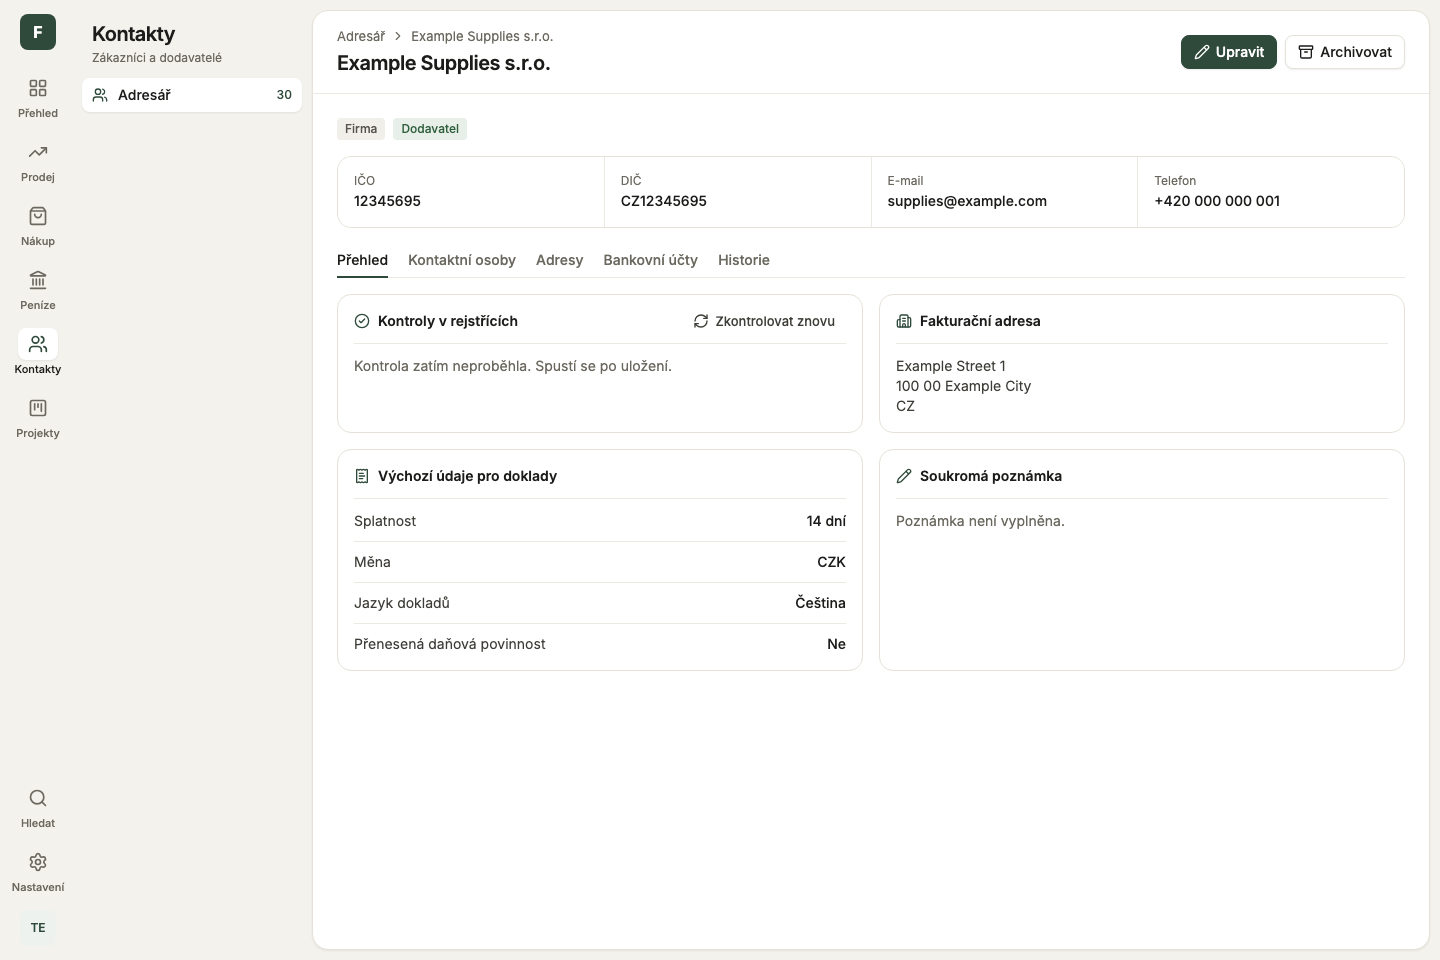 F
Přehled
Prodej
Nákup
Peníze
Kontakty
Projekty
Hledat
Nastavení
TE
Kontakty
Zákazníci a dodavatelé
Adresář 30
Adresář > Example Supplies s.r.o.
Example Supplies s.r.o.
Upravit
Archivovat
Firma
Dodavatel
IČO
12345695
DIČ
CZ12345695
E-mail
supplies@example.com
Telefon
+420 000 000 001
Přehled
Kontaktní osoby
Adresy
Bankovní účty
Historie
Kontroly v rejstřících
Zkontrolovat znovu
Kontrola zatím neproběhla. Spustí se po uložení.
Fakturační adresa
Example Street 1
100 00 Example City
CZ
Výchozí údaje pro doklady
Splatnost 14 dní
Měna CZK
Jazyk dokladů Čeština
Přenesená daňová povinnost Ne
Soukromá poznámka
Poznámka není vyplněna.